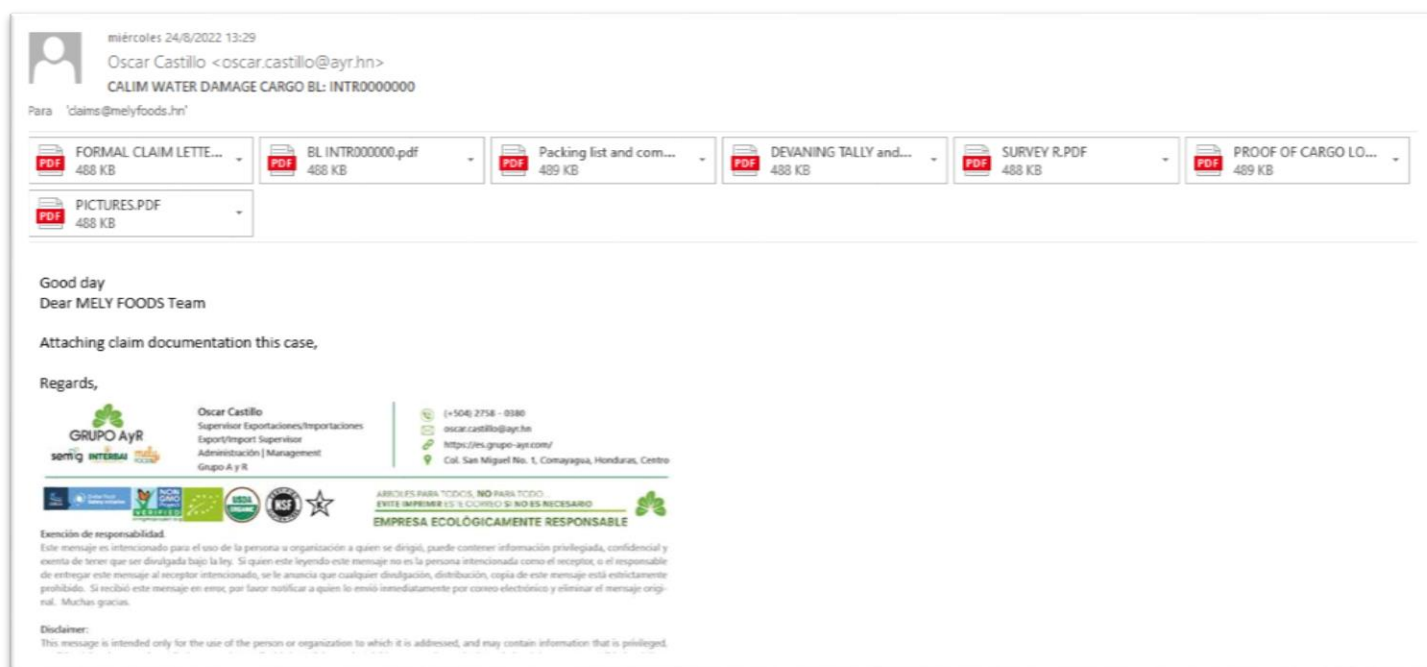 miércoles 24/8/2022 13:29
Oscar Castillo <oscar.castillo@ayr.hn>
CALIM WATER DAMAGE CARGO BL: INTR0000000
Para 'claims@melyfoods.hn'
FORMAL CLAIM LETTE...
488 KB
BL INTR000000.pdf
488 KB
Packing list and com...
489 KB
DEVANING TALLY and...
488 KB
SURVEY R.PDF
488 KB
PROOF OF CARGO LO...
489 KB
PICTURES.PDF
488 KB
Good day
Dear MELY FOODS Team
Attaching claim documentation this case,
Regards,
GRUPO AyR
INTERBAI
Oscar Castillo
Supervisor Exportaciones/Importaciones
Export/Import Supervisor
Administración | Management
Grupo A y R
(+504) 2758 - 0380
oscar.castillo@ayr.hn
https://es.grupo-ayr.com/
Col. San Miguel No. 1, Comayagua, Honduras, Centro
NON
GMO
VERIFIED
USDA
ORGANIC
NSF
ARBOLES PARA TODOS, NO PARA TODO...
EVITE IMPRIMIR ESTE CORREO SI NO ES NECESARIO
EMPRESA ECOLÓGICAMENTE RESPONSABLE
Exención de responsabilidad.
Este mensaje es intencionado para el uso de la persona u organización a quien se dirigió, puede contener información privilegiada, confidencial y
exenta de tener que ser divulgada bajo la ley. Si quien este leyendo este mensaje no es la persona intencionada como el receptor, o el responsable
de entregar este mensaje al receptor intencionado, se le anuncia que cualquier divulgación, distribución, copia de este mensaje está estrictamente
prohibido. Si recibió este mensaje en error, por favor notificar a quien lo envió inmediatamente por correo electrónico y eliminar el mensaje origi-
nal. Muchas gracias.
Disclaimer:
This message is intended only for the use of the person or organization to which it is addressed, and may contain information that is privileged,